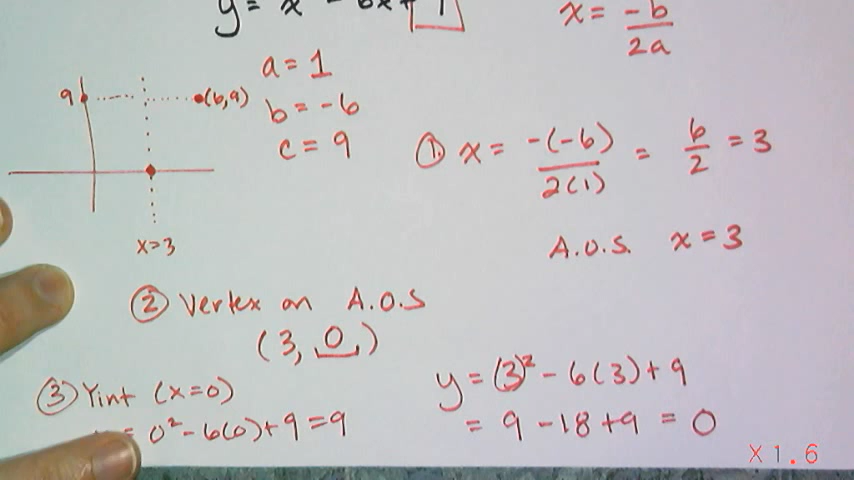 x = -b
2a
a = 1
b = -6
c = 9
9
(6,9)
x=3
① x = -(-6) = 6 = 3
2(1) 2
A.O.S. x = 3
② Vertex on A.O.S
(3, 0)
③ Yint (x=0)
= 0² - 6(0) + 9 = 9
y = (3)² - 6(3) + 9
= 9 - 18 + 9 = 0
X1.6